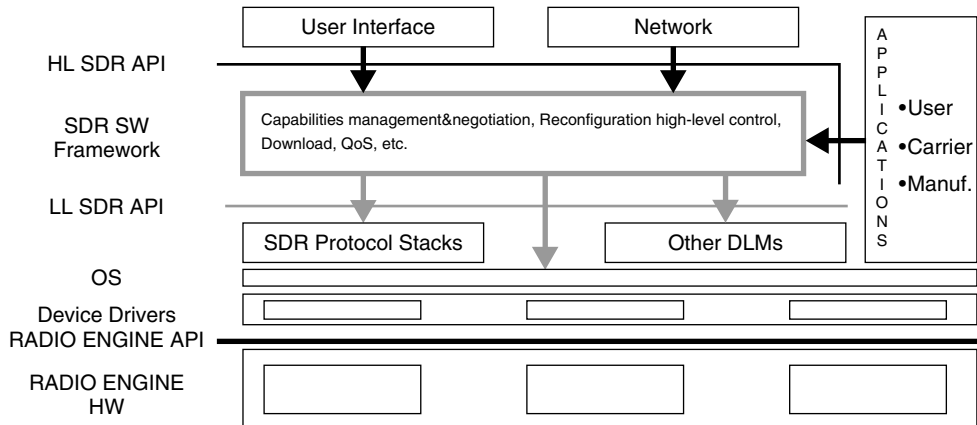 User Interface
Network
HL SDR API
SDR SW
Framework
Capabilities management&negotiation, Reconfiguration high-level control,
Download, QoS, etc.
APPLICATIONS
•User
•Carrier
•Manuf.
LL SDR API
SDR Protocol Stacks
Other DLMs
OS
Device Drivers
RADIO ENGINE API
RADIO ENGINE
HW